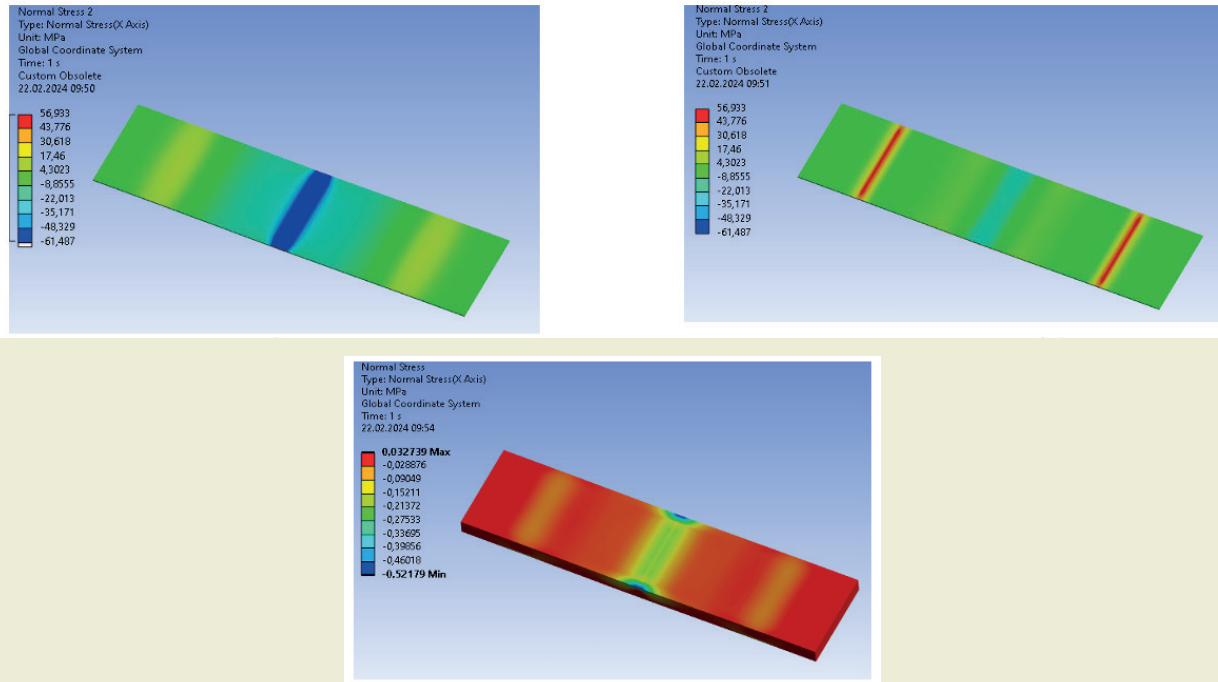 Normal Stress 2
Type: Normal Stress(X Axis)
Unit: MPa
Global Coordinate System
Time: 1 s
Custom Obsolete
22.02.2024 09:50
56,933
43,776
30,618
17,46
4,3023
-8,8555
-22,013
-35,171
-48,329
-61,487
Normal Stress 2
Type: Normal Stress(X Axis)
Unit: MPa
Global Coordinate System
Time: 1 s
Custom Obsolete
22.02.2024 09:51
56,933
43,776
30,618
17,46
4,3023
-8,8555
-22,013
-35,171
-48,329
-61,487
Normal Stress
Type: Normal Stress(X Axis)
Unit: MPa
Global Coordinate System
Time: 1 s
22.02.2024 09:54
0,032739 Max
-0,028876
-0,09049
-0,15211
-0,21372
-0,27533
-0,33695
-0,39856
-0,46018
-0,52179 Min